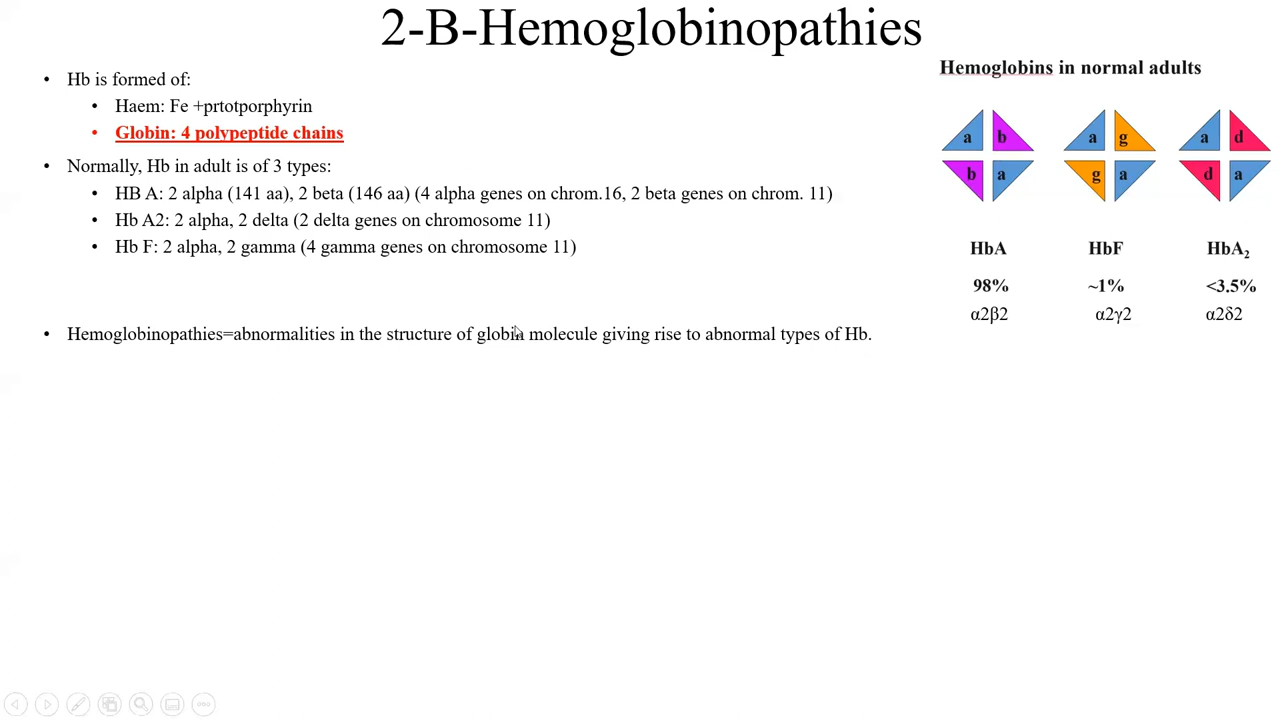 2-B-Hemoglobinopathies
Hemoglobins in normal adults
• Hb is formed of:
• Haem: Fe +prtotporphyrin
• Globin: 4 polypeptide chains
• Normally, Hb in adult is of 3 types:
• HB A: 2 alpha (141 aa), 2 beta (146 aa) (4 alpha genes on chrom.16, 2 beta genes on chrom. 11)
• Hb A2: 2 alpha, 2 delta (2 delta genes on chromosome 11)
• Hb F: 2 alpha, 2 gamma (4 gamma genes on chromosome 11)
• Hemoglobinopathies=abnormalities in the structure of globin molecule giving rise to abnormal types of Hb.
a b a g a d
b a g a d a
HbA HbF HbA₂
98% ~1% <3.5%
α2β2 α2γ2 α2δ2